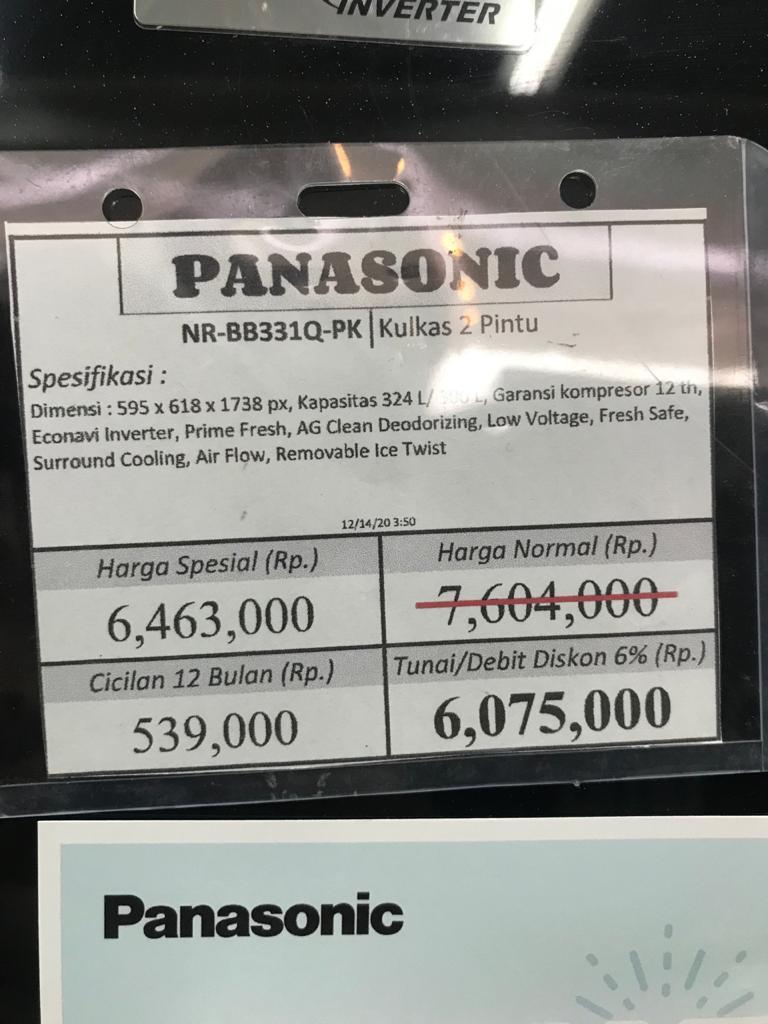 INVERTER
PANASONIC
NR-BB331Q-PK | Kulkas 2 Pintu
Spesifikasi :
Dimensi : 595 x 618 x 1738 px, Kapasitas 324 L/ L, Garansi kompresor 12 th,
Econavi Inverter, Prime Fresh, AG Clean Deodorizing, Low Voltage, Fresh Safe,
Surround Cooling, Air Flow, Removable Ice Twist
12/14/20 3:50
Harga Spesial (Rp.)
6,463,000
Harga Normal (Rp.)
7,604,000
Cicilan 12 Bulan (Rp.)
539,000
Tunai/Debit Diskon 6% (Rp.)
6,075,000
Panasonic